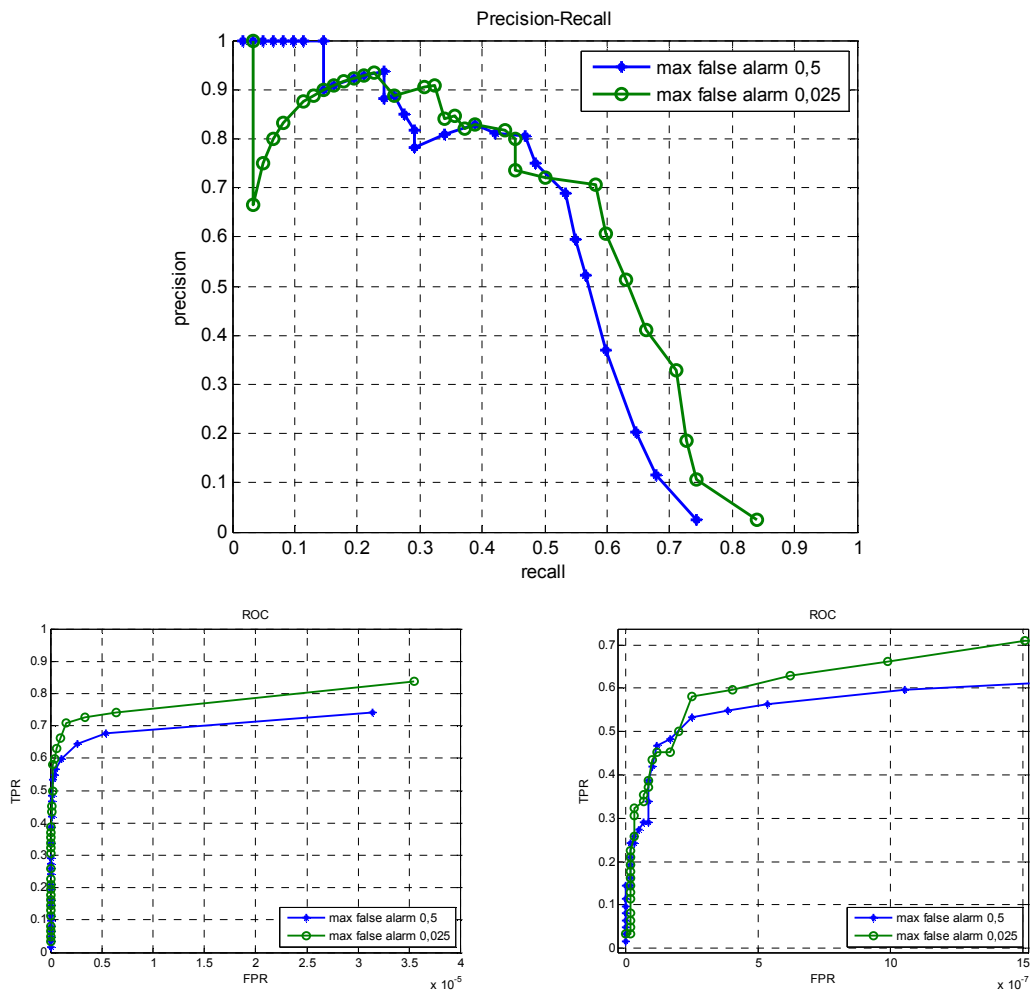 Precision-Recall
1
0.9
0.8
0.7
0.6
0.5
0.4
0.3
0.2
0.1
0
precision
max false alarm 0,5
max false alarm 0,025
0 0.1 0.2 0.3 0.4 0.5 0.6 0.7 0.8 0.9 1
recall
ROC
1
0.9
0.8
0.7
0.6
0.5
0.4
0.3
0.2
0.1
0
TPR
max false alarm 0,5
max false alarm 0,025
0 0.5 1 1.5 2 2.5 3 3.5 4
FPR
x 10-5
ROC
0.7
0.6
0.5
0.4
0.3
0.2
0.1
0
TPR
max false alarm 0,5
max false alarm 0,025
0 5 10 15
FPR
x 10-7